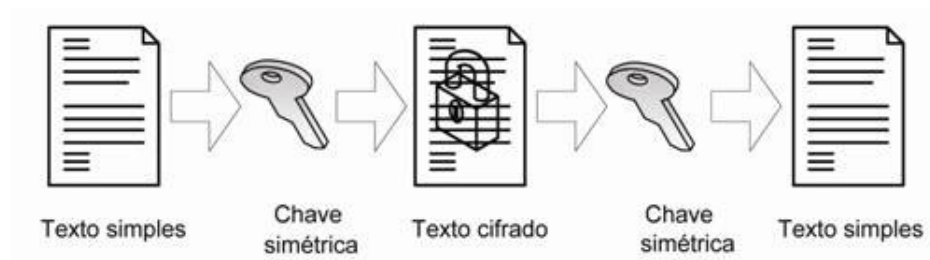 Texto simples
Chave
simétrica
Texto cifrado
Chave
simétrica
Texto simples